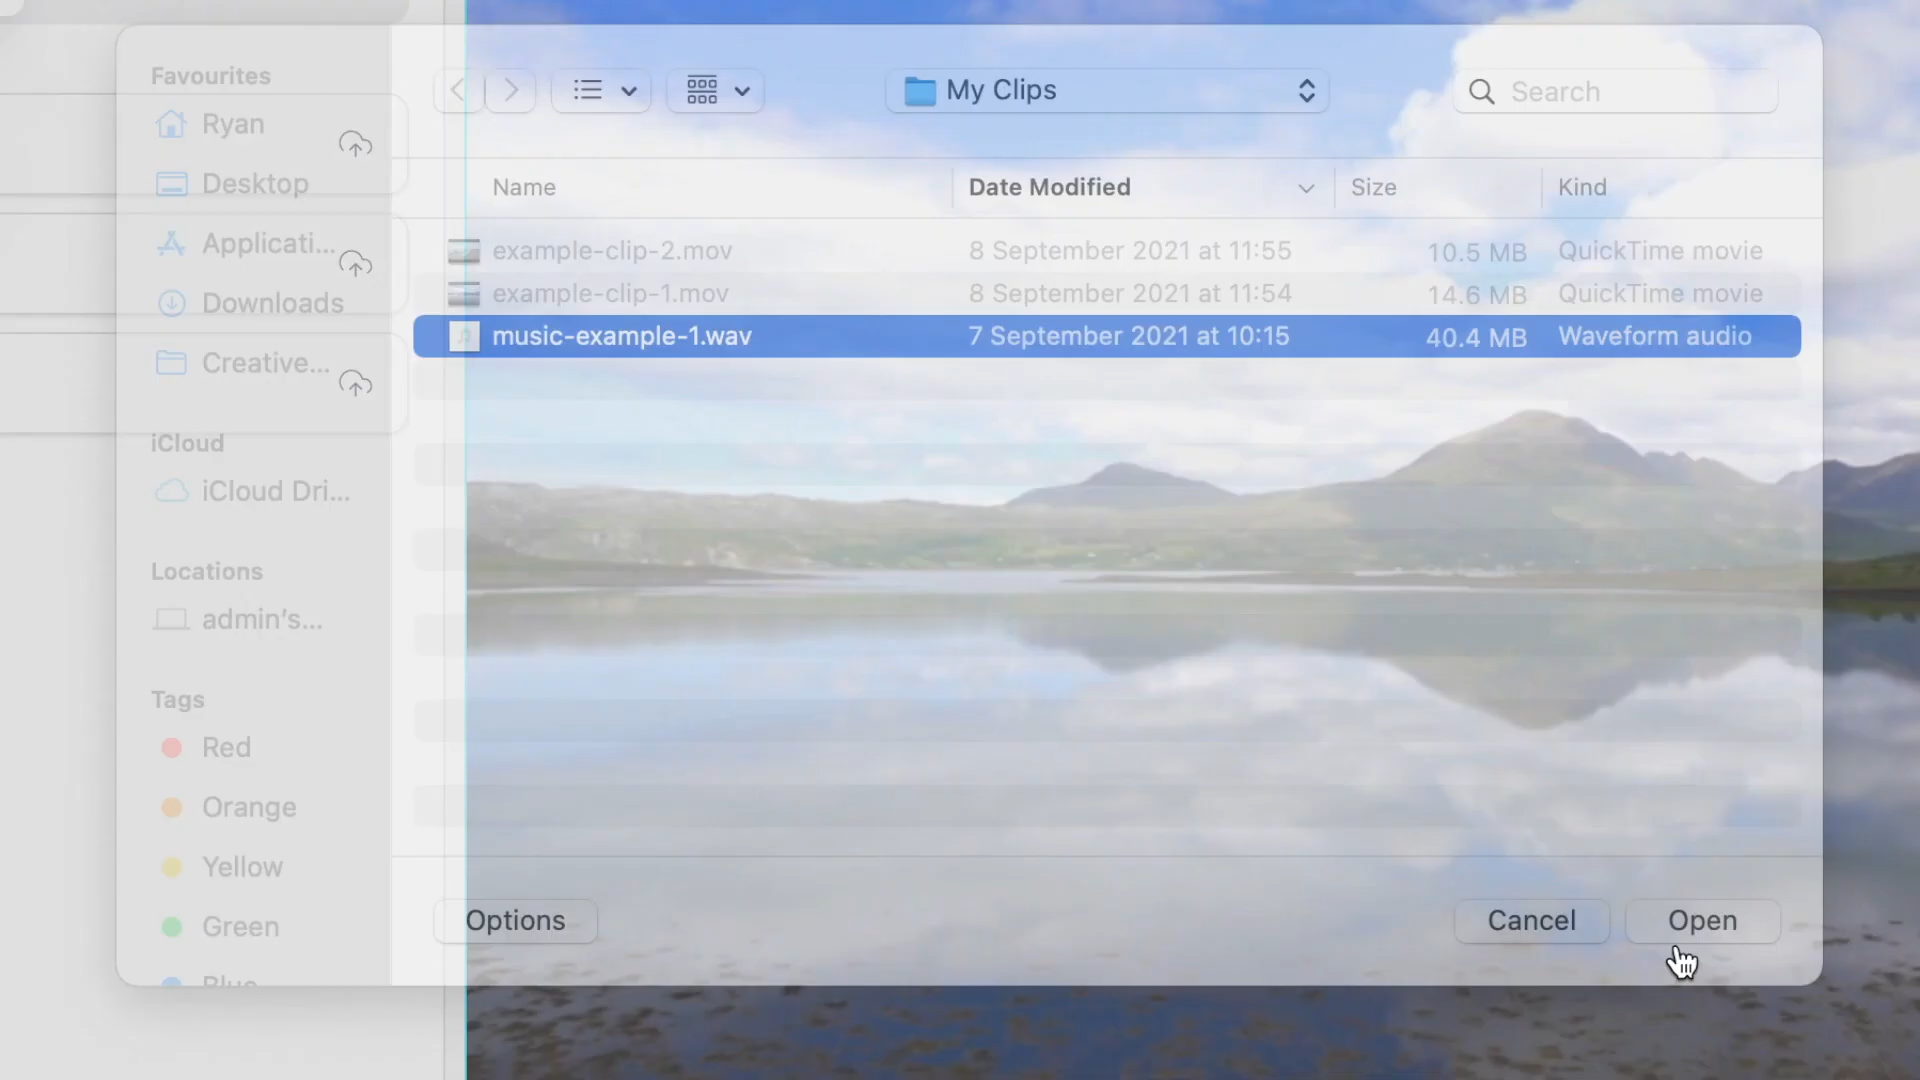 Favourites
Ryan
Desktop
Applicati...
Downloads
Creative...
iCloud
iCloud Dri...
Locations
admin's...
Tags
Red
Orange
Yellow
Green
Blue
My Clips
Search
Name Date Modified Size Kind
example-clip-2.mov 8 September 2021 at 11:55 10.5 MB QuickTime movie
example-clip-1.mov 8 September 2021 at 11:54 14.6 MB QuickTime movie
music-example-1.wav 7 September 2021 at 10:15 40.4 MB Waveform audio
Options Cancel Open